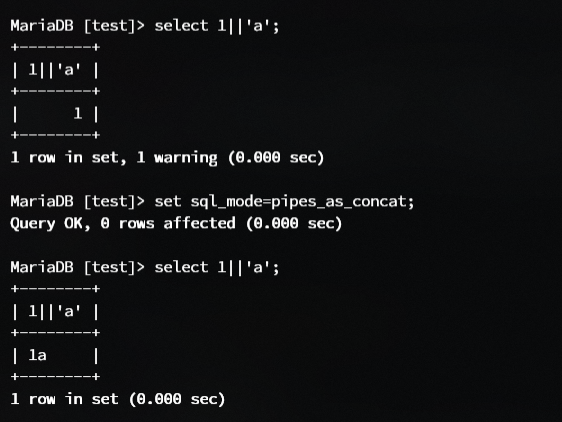 MariaDB [test]> select 1||'a';
+--------+
| 1||'a' |
+--------+
|      1 |
+--------+
1 row in set, 1 warning (0.000 sec)
MariaDB [test]> set sql_mode=pipes_as_concat;
Query OK, 0 rows affected (0.000 sec)
MariaDB [test]> select 1||'a';
+--------+
| 1||'a' |
+--------+
| 1a     |
+--------+
1 row in set (0.000 sec)